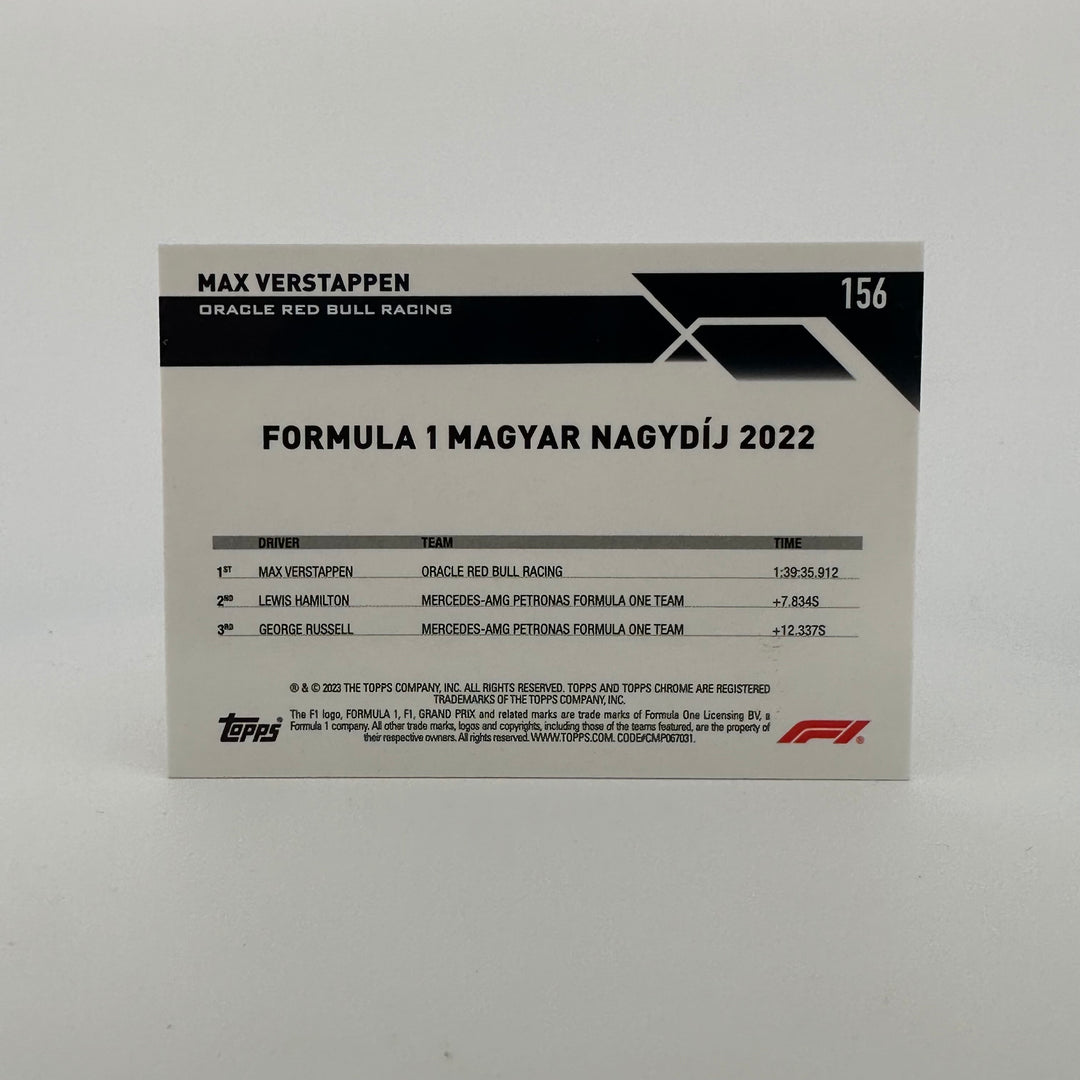 MAX VERSTAPPEN
156
ORACLE RED BULL RACING
FORMULA 1 MAGYAR NAGYDÍJ 2022
DRIVER TEAM TIME
1ST MAX VERSTAPPEN ORACLE RED BULL RACING 1:39:35.912
2ND LEWIS HAMILTON MERCEDES-AMG PETRONAS FORMULA ONE TEAM +7.834S
3RD GEORGE RUSSELL MERCEDES-AMG PETRONAS FORMULA ONE TEAM +12.337S
® & © 2023 THE TOPPS COMPANY, INC. ALL RIGHTS RESERVED. TOPPS AND TOPPS CHROME ARE REGISTERED
TRADEMARKS OF THE TOPPS COMPANY, INC.
The F1 logo, FORMULA 1, F1, GRAND PRIX and related marks are trade marks of Formula One Licensing BV, a
Formula 1 company. All other trade marks, logos and copyrights, including those of the teams featured, are the property of
their respective owners. All rights reserved. WWW.TOPPS.COM. CODE#CMP067031.
Topps®
F1®